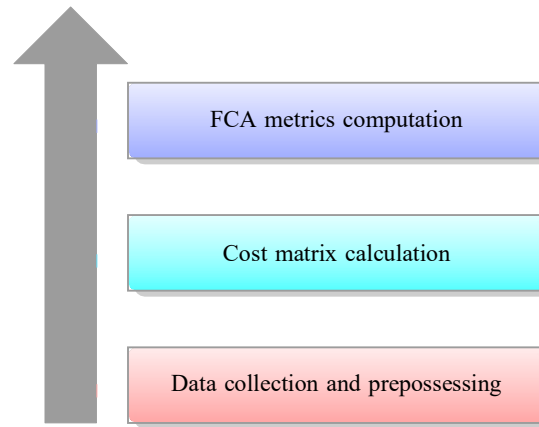 FCA metrics computation
Cost matrix calculation
Data collection and prepossessing